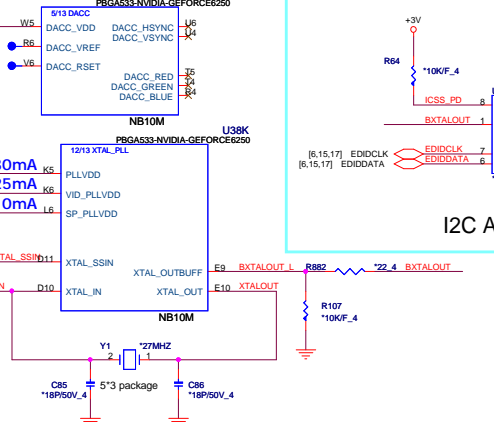 PBGA533-NVIDIA-GEFORCE6250
5/13 DACC
W5 DACC_VDD
DACC_HSYNC U6
DACC_VSYNC U4
R6 DACC_VREF
V6 DACC_RSET
DACC_RED T5
DACC_GREEN T4
DACC_BLUE R4
NB10M
U38K
PBGA533-NVIDIA-GEFORCE6250
12/13 XTAL_PLL
0mA K5 PLLVDD
25mA K6 VID_PLLVDD
0mA L6 SP_PLLVDD
TAL_SSIN D11 XTAL_SSIN
XTAL_OUTBUFF E9 BXTALOUT_L R882 *22_4 BXTALOUT
N D10 XTAL_IN
XTAL_OUT E10 XTALOUT
NB10M
R107
*10K/F_4
Y1 *27MHZ
2 1
C85 5*3 package C86
*18P/50V_4 *18P/50V_4
+3V
R64
*10K/F_4
U
ICSS_PD 8
BXTALOUT 1
[6,15,17] EDIDCLK EDIDCLK 7
[6,15,17] EDIDDATA EDIDDATA 6
I2C A